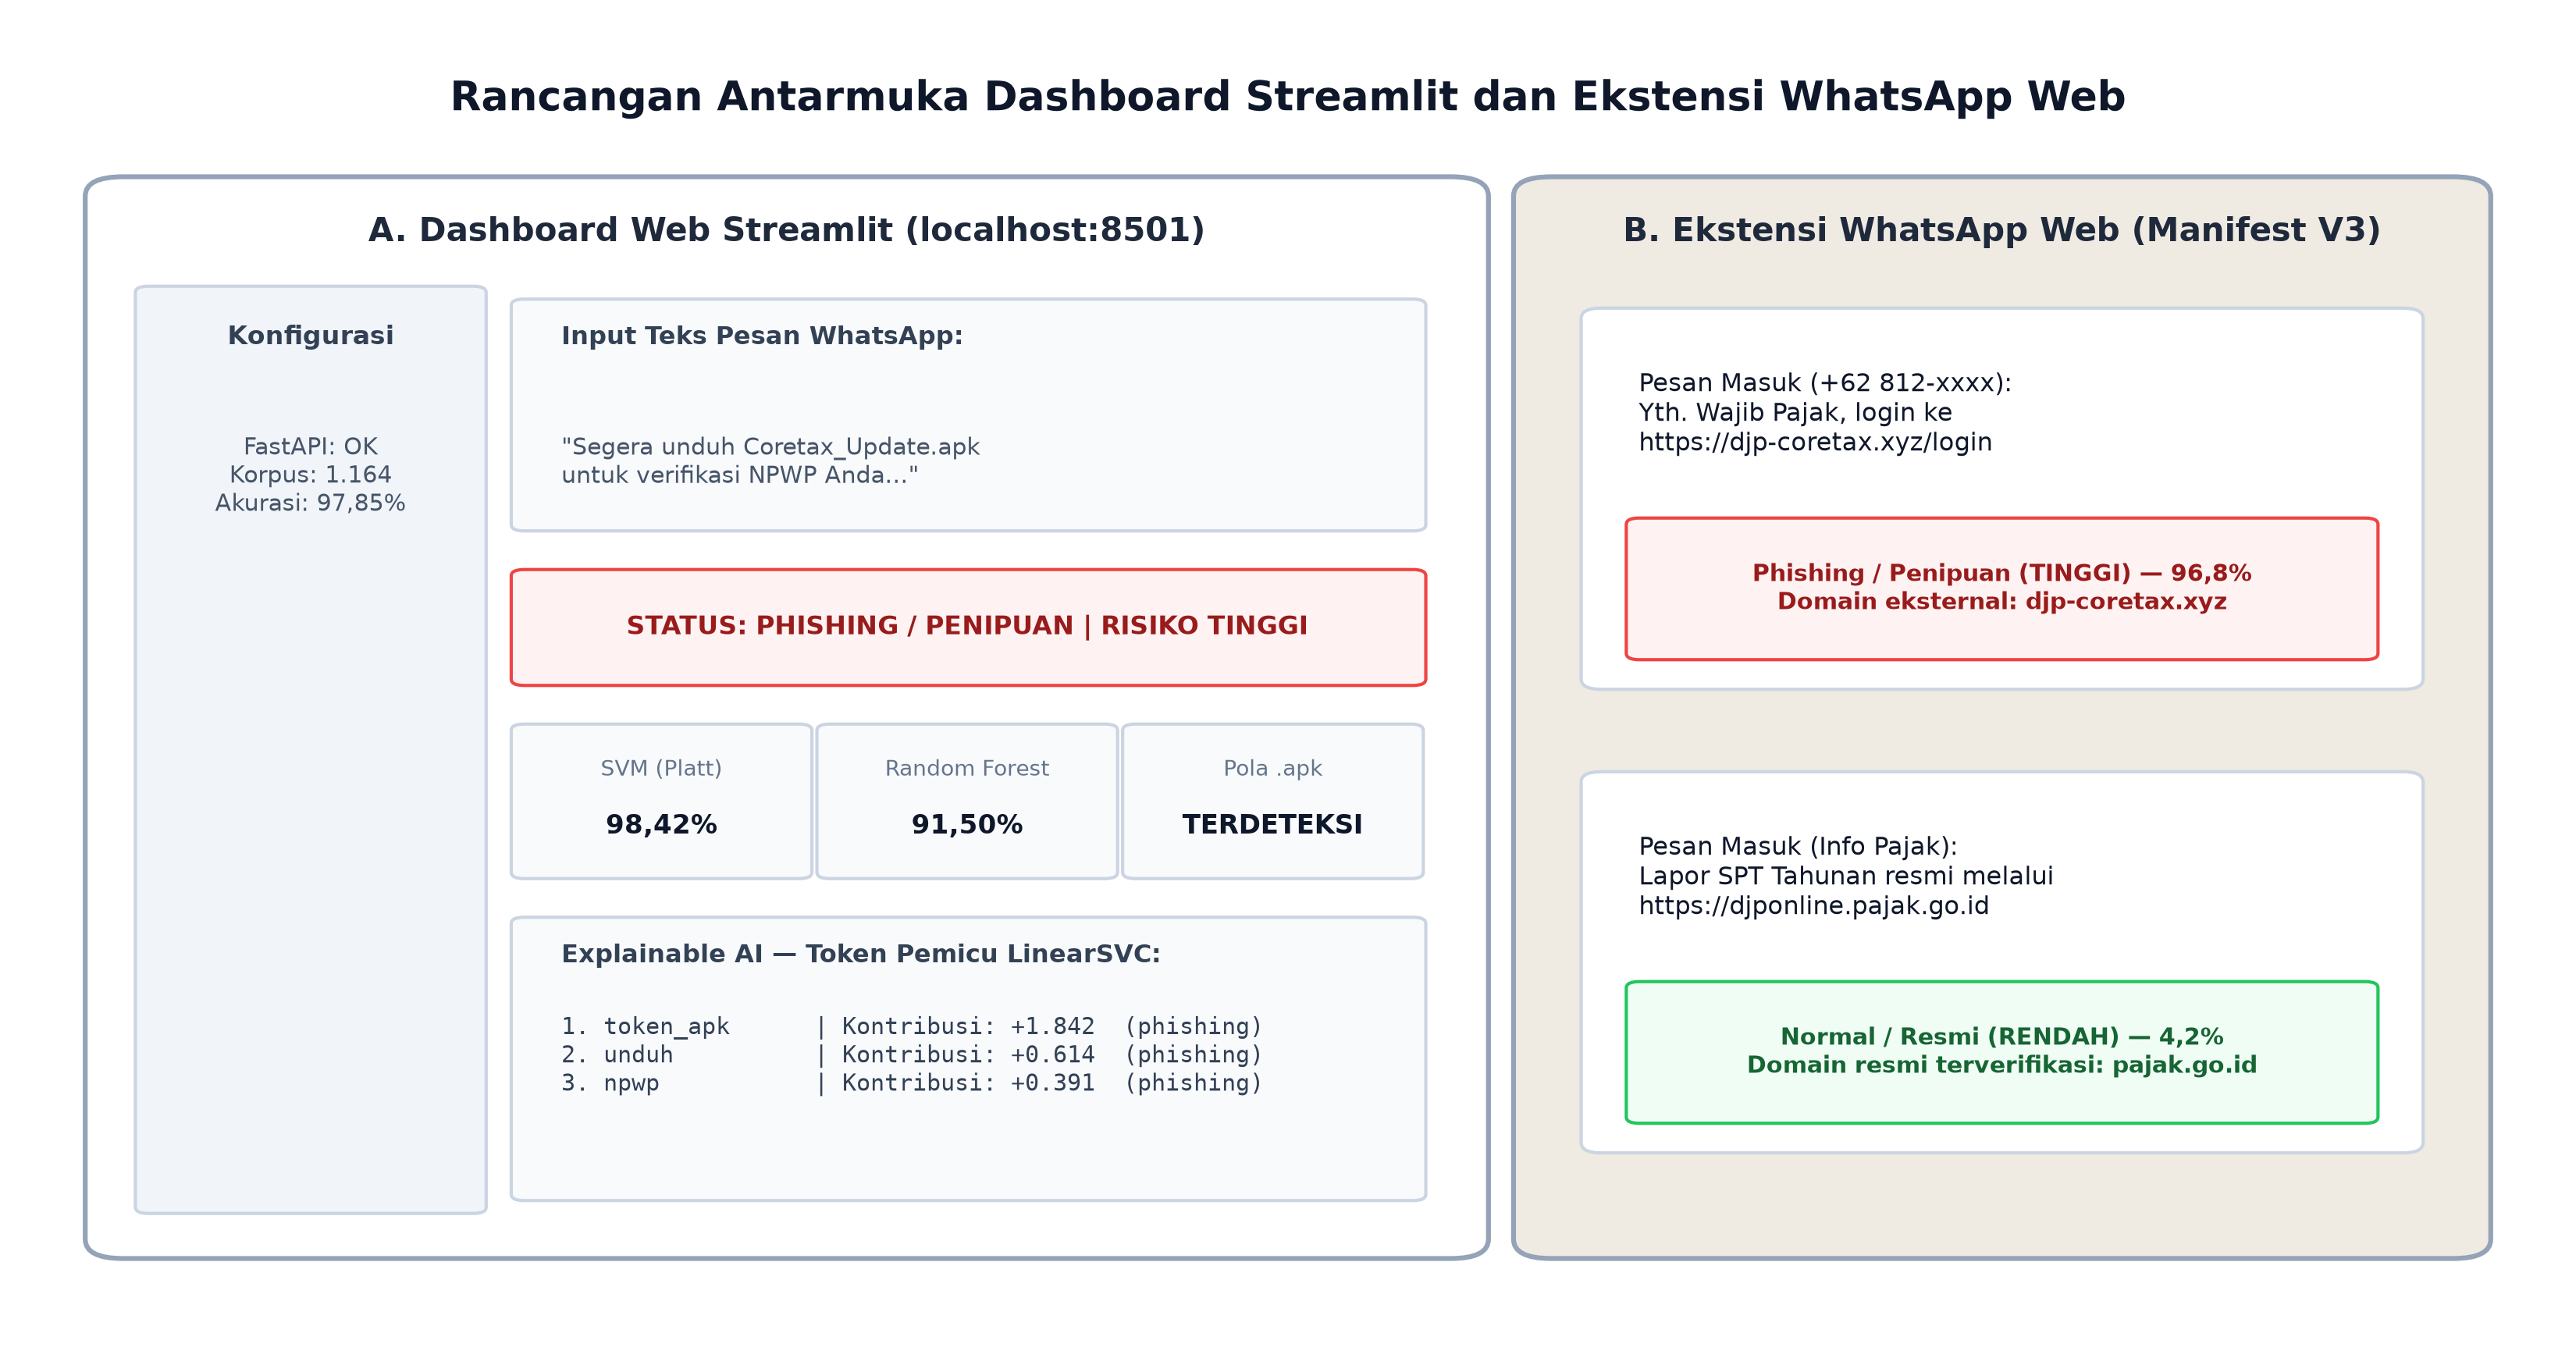 Rancangan Antarmuka Dashboard Streamlit dan Ekstensi WhatsApp Web
A. Dashboard Web Streamlit (localhost:8501)
Konfigurasi
FastAPI: OK
Korpus: 1.164
Akurasi: 97,85%
Input Teks Pesan WhatsApp:
"Segera unduh Coretax_Update.apk
untuk verifikasi NPWP Anda..."
STATUS: PHISHING / PENIPUAN | RISIKO TINGGI
SVM (Platt)
98,42%
Random Forest
91,50%
Pola .apk
TERDETEKSI
Explainable AI — Token Pemicu LinearSVC:
1. token_apk | Kontribusi: +1.842 (phishing)
2. unduh | Kontribusi: +0.614 (phishing)
3. npwp | Kontribusi: +0.391 (phishing)
B. Ekstensi WhatsApp Web (Manifest V3)
Pesan Masuk (+62 812-xxxx):
Yth. Wajib Pajak, login ke
https://djp-coretax.xyz/login
Phishing / Penipuan (TINGGI) — 96,8%
Domain eksternal: djp-coretax.xyz
Pesan Masuk (Info Pajak):
Lapor SPT Tahunan resmi melalui
https://djponline.pajak.go.id
Normal / Resmi (RENDAH) — 4,2%
Domain resmi terverifikasi: pajak.go.id